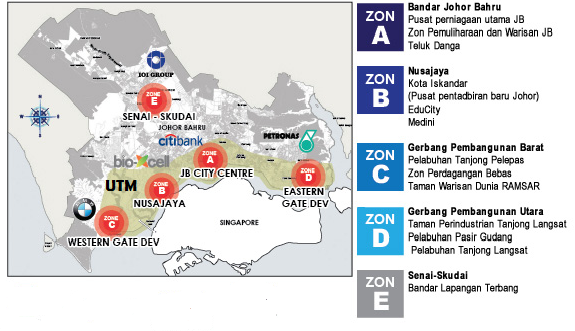 IOI GROUP
ZONE
E
SENAI - SKUDAI
JOHOR BAHRU
citibank
PETRONAS
bio-xcell
ZONE
A
JB CITY CENTRE
UTM
ZONE
B
NUSAJAYA
ZONE
D
EASTERN
GATE DEV
BMW
ZONE
C
WESTERN GATE DEV
SINGAPORE
ZON
A
Bandar Johor Bahru
Pusat perniagaan utama JB
Zon Pemuliharaan dan Warisan JB
Teluk Danga
ZON
B
Nusajaya
Kota Iskandar
(Pusat pentadbiran baru Johor)
EduCity
Medini
ZON
C
Gerbang Pembangunan Barat
Pelabuhan Tanjong Pelepas
Zon Perdagangan Bebas
Taman Warisan Dunia RAMSAR
ZON
D
Gerbang Pembangunan Utara
Taman Perindustrian Tanjong Langsat
Pelabuhan Pasir Gudang
Pelabuhan Tanjong Langsat
ZON
E
Senai-Skudai
Bandar Lapangan Terbang